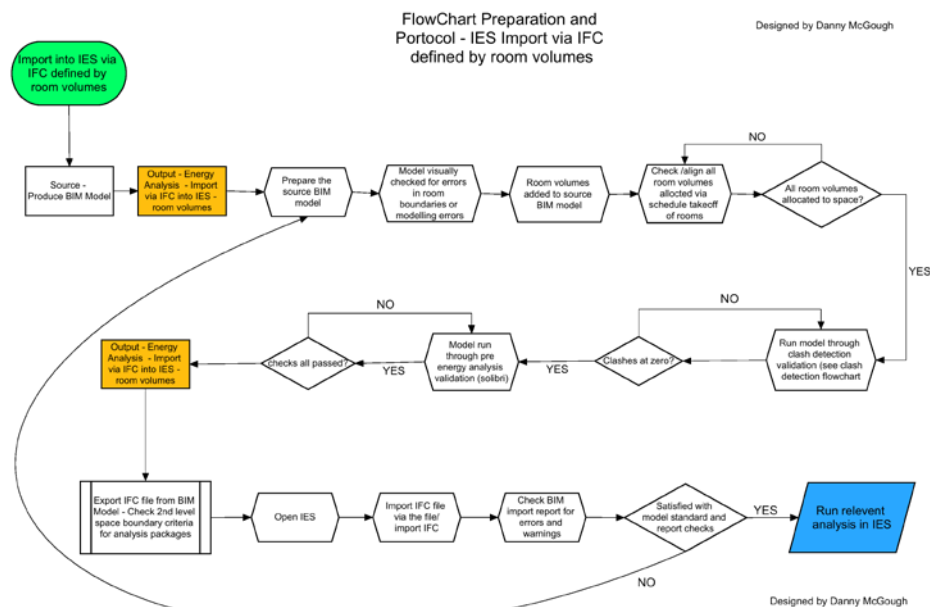 FlowChart Preparation and
Portocol - IES Import via IFC
defined by room volumes
Designed by Danny McGough
Import into IES via
IFC defined by
room volumes
NO
Source -
Produce BIM Model
Output - Energy
Analysis - Import
via IFC into IES -
room volumes
Prepare the
source BIM
model
Model visually
checked for errors
in room
boundaries or
modelling errors
Room volumes
added to source
BIM model
Check /align all
room volumes
allocted via
schedule takeoff
of rooms
All room volumes
allocated to space?
YES
NO
NO
Output - Energy
Analysis - Import
via IFC into IES -
room volumes
checks all passed?
YES
Model run
through pre
energy analysis
validation (solibri)
YES
Clashes at zero?
Run model through
clash detection
validation (see clash
detection flowchart
Export IFC file from BIM
Model - Check 2nd level
space boundary criteria
for analysis packages
Open IES
Import IFC file
via the file/
import IFC
Check BIM
import report for
errors and
warnings
Satisfied with
model standard and
report checks
YES
Run relevent
analysis in IES
NO
Designed by Danny McGough